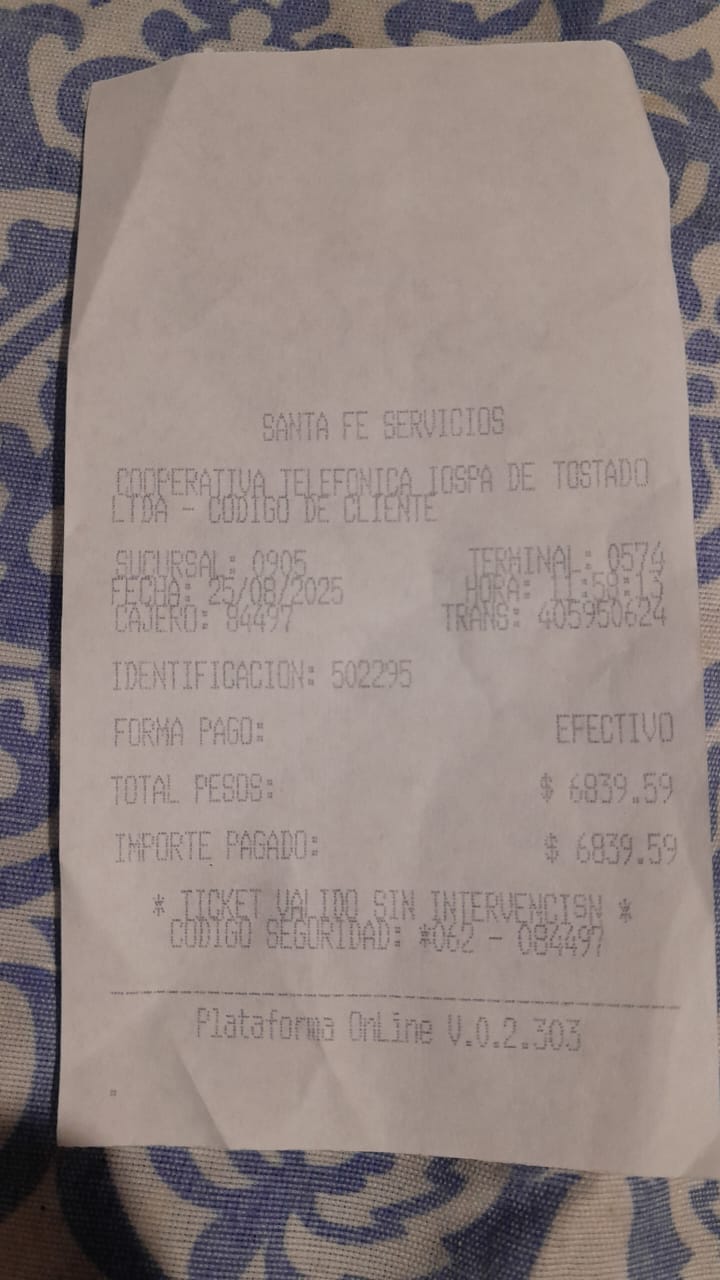 SANTA FE SERVICIOS
COOPERATIVA TELEFONICA IOSPA DE TOSTADO
LTDA - CODIGO DE CLIENTE
SUCURSAL: 0905 TERMINAL: 0574
FECHA: 25/08/2025 HORA: 11:58:13
CAJERO: 84497 TRANS: 405950624
IDENTIFICACION: 502295
FORMA PAGO: EFECTIVO
TOTAL PESOS: $ 6839.59
IMPORTE PAGADO: $ 6839.59
* TICKET VALIDO SIN INTERVENCISN *
CODIGO SEGORIDAD: *062 - 084497
Plataforma OnLine V.0.2.303